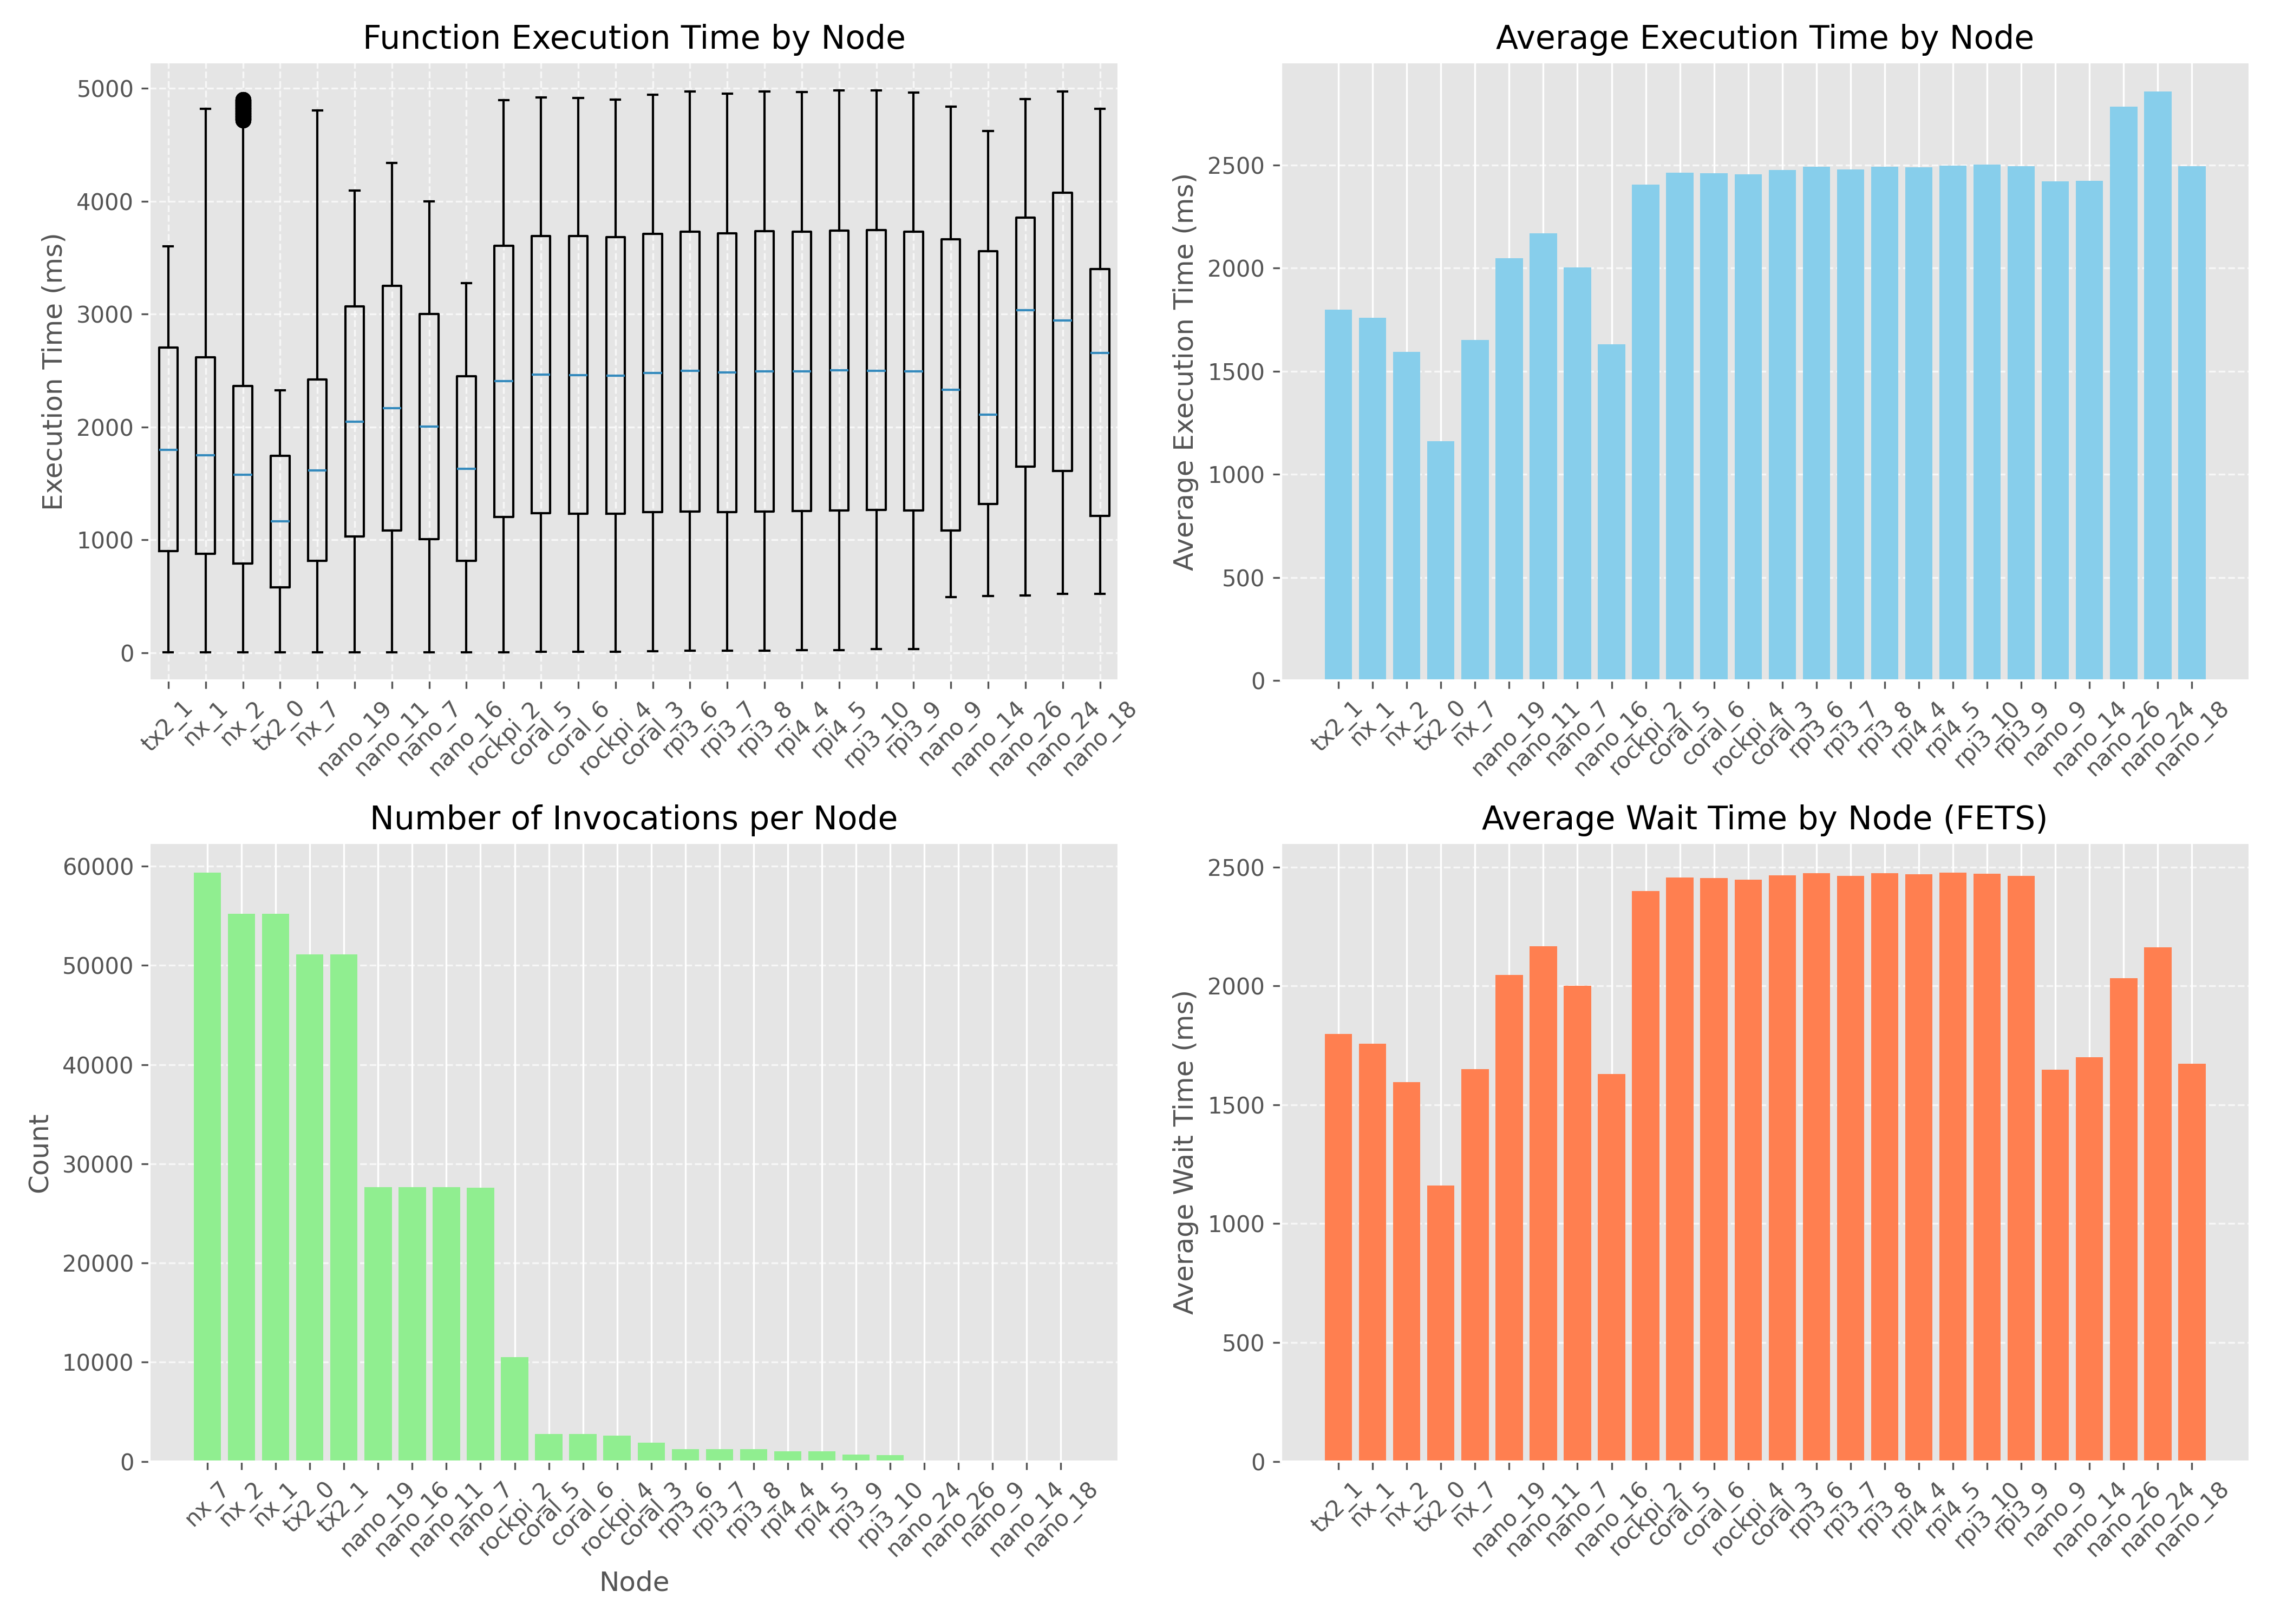 Function Execution Time by Node
Execution Time (ms)
5000
4000
3000
2000
1000
0
tx2_1 nx_1 nx_2 tx2_0 nx_7 nano_19 nano_11 nano_7 nano_16 rockpi_2 coral_5 coral_6 rockpi_4 coral_3 rpi3_6 rpi3_7 rpi3_8 rpi4_4 rpi4_5 rpi3_10 rpi3_9 nano_9 nano_14 nano_26 nano_24 nano_18
Average Execution Time by Node
Average Execution Time (ms)
2500
2000
1500
1000
500
0
tx2_1 nx_1 nx_2 tx2_0 nx_7 nano_19 nano_11 nano_7 nano_16 rockpi_2 coral_5 coral_6 rockpi_4 coral_3 rpi3_6 rpi3_7 rpi3_8 rpi4_4 rpi4_5 rpi3_10 rpi3_9 nano_9 nano_14 nano_26 nano_24 nano_18
Number of Invocations per Node
Count
60000
50000
40000
30000
20000
10000
0
nx_7 nx_2 nx_1 tx2_0 tx2_1 nano_19 nano_16 nano_11 nano_7 rockpi_2 coral_5 coral_6 rockpi_4 coral_3 rpi3_6 rpi3_7 rpi3_8 rpi4_4 rpi4_5 rpi3_9 rpi3_10 nano_24 nano_26 nano_9 nano_14 nano_18
Node
Average Wait Time by Node (FETS)
Average Wait Time (ms)
2500
2000
1500
1000
500
0
tx2_1 nx_1 nx_2 tx2_0 nx_7 nano_19 nano_11 nano_7 nano_16 rockpi_2 coral_5 coral_6 rockpi_4 coral_3 rpi3_6 rpi3_7 rpi3_8 rpi4_4 rpi4_5 rpi3_10 rpi3_9 nano_9 nano_14 nano_26 nano_24 nano_18